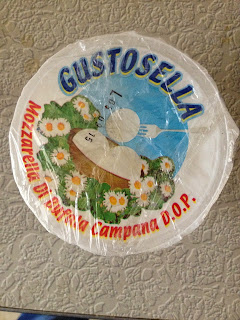 GUSTOSELLA
Mozzarella Di Bufala Campana D.O.P.